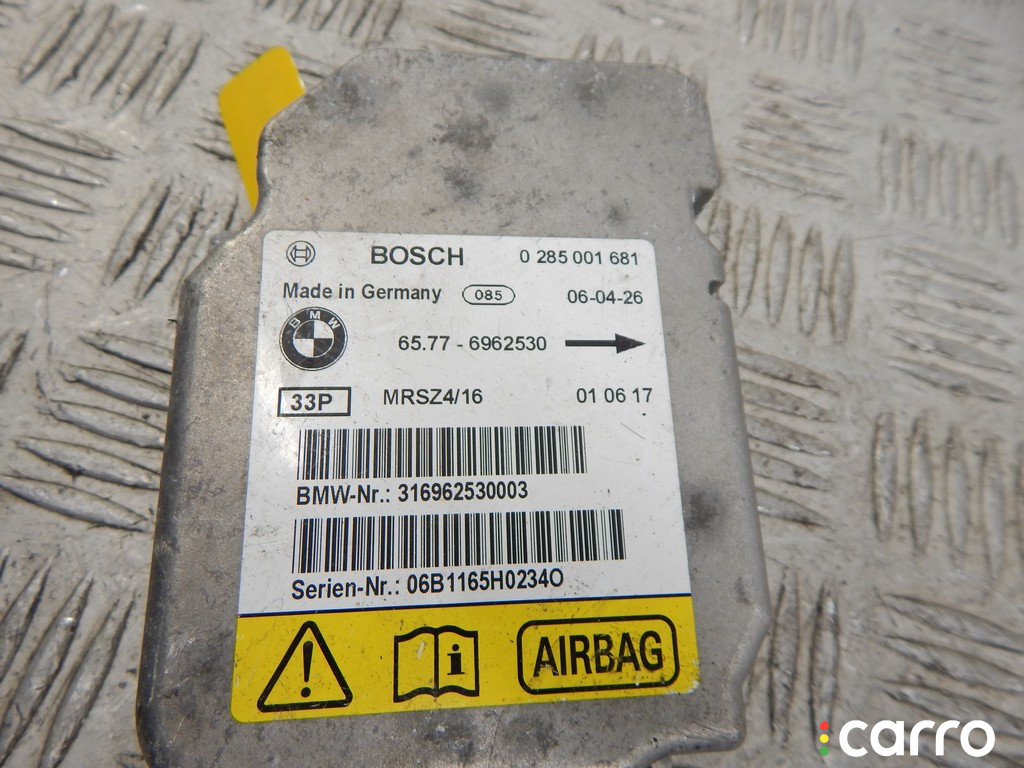 BOSCH 0 285 001 681
Made in Germany 085 06-04-26
BMW 65.77 - 6962530
33P MRSZ4/16 01 06 17
BMW-Nr.: 316962530003
Serien-Nr.: 06B1165H0234O
i AIRBAG
carro